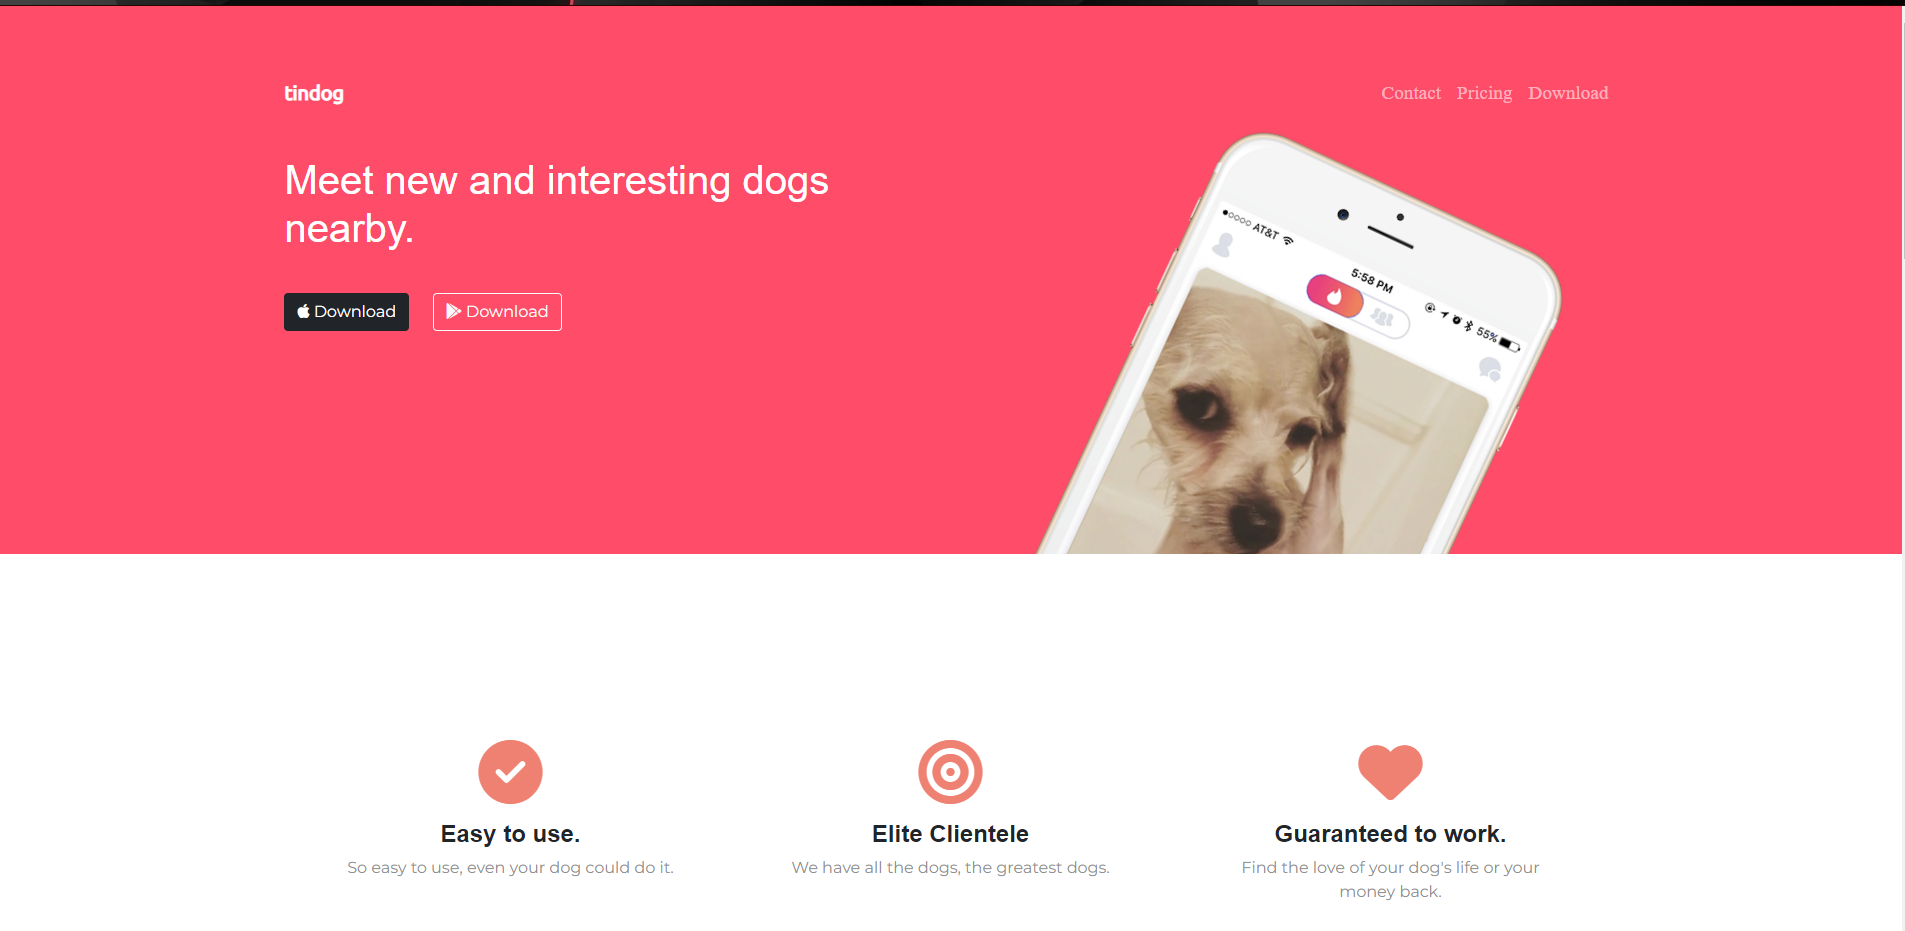 tindog
Contact Pricing Download
Meet new and interesting dogs
nearby.
Download Download
AT&T
5:58 PM
55%
Easy to use.
So easy to use, even your dog could do it.
Elite Clientele
We have all the dogs, the greatest dogs.
Guaranteed to work.
Find the love of your dog's life or your
money back.